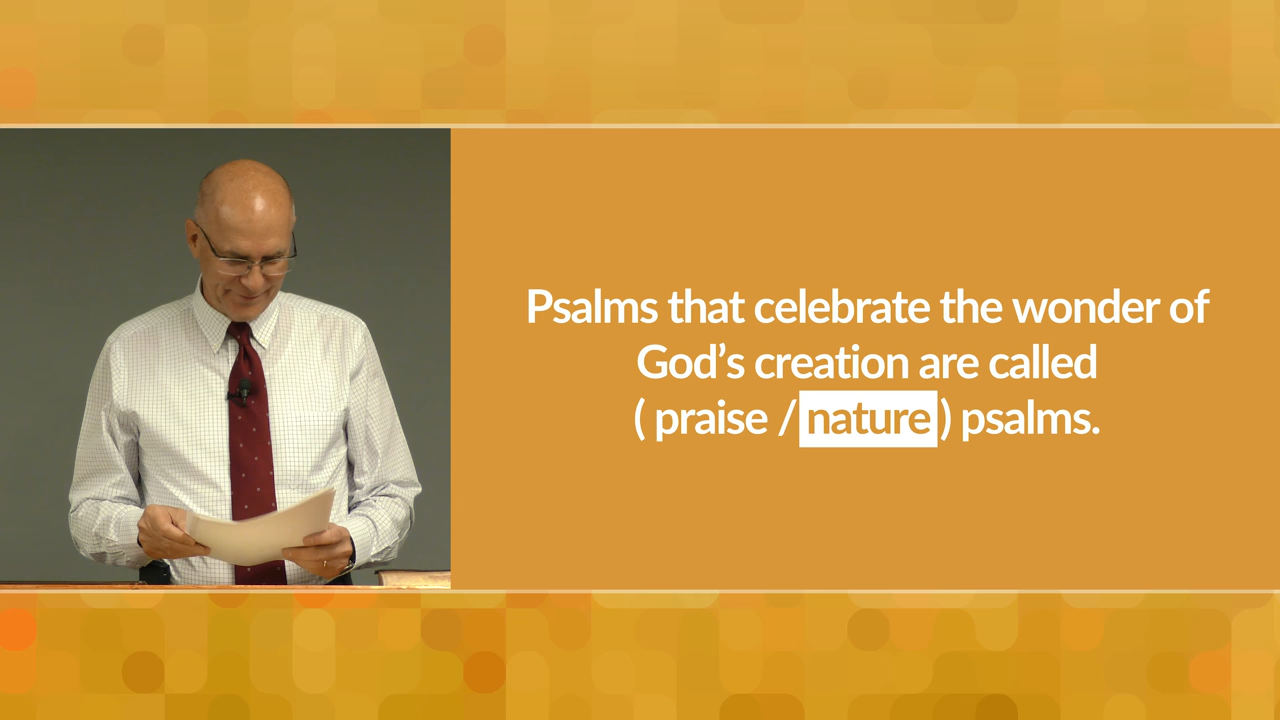 Psalms that celebrate the wonder of
God’s creation are called
( praise / nature ) psalms.